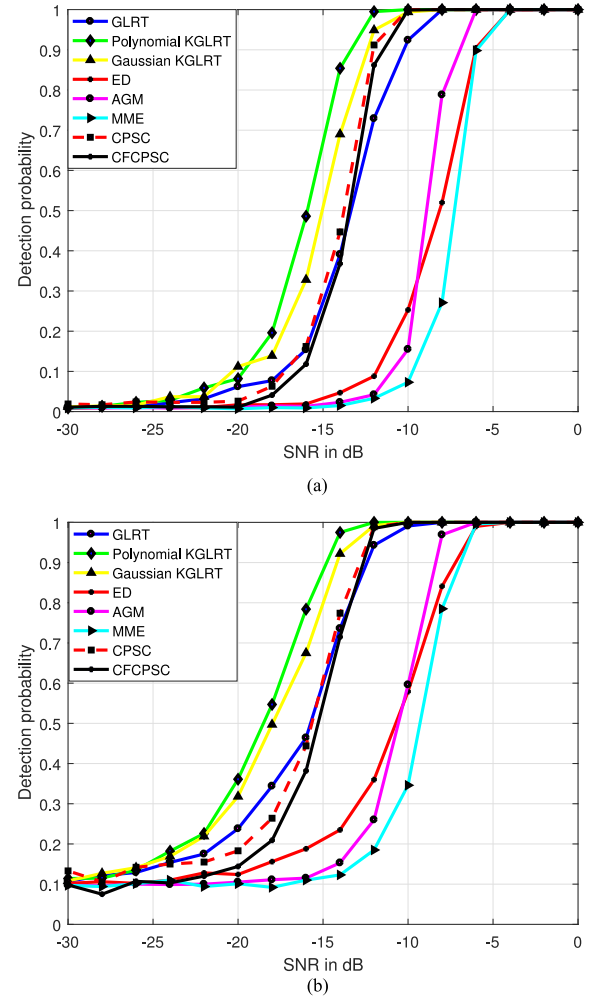 1
0.9
0.8
0.7
0.6
0.5
0.4
0.3
0.2
0.1
0
Detection probability
GLRT
Polynomial KGLRT
Gaussian KGLRT
ED
AGM
MME
CPSC
CFCPSC
-30 -25 -20 -15 -10 -5 0
SNR in dB
(a)
1
0.9
0.8
0.7
0.6
0.5
0.4
0.3
0.2
0.1
0
Detection probability
GLRT
Polynomial KGLRT
Gaussian KGLRT
ED
AGM
MME
CPSC
CFCPSC
-30 -25 -20 -15 -10 -5 0
SNR in dB
(b)